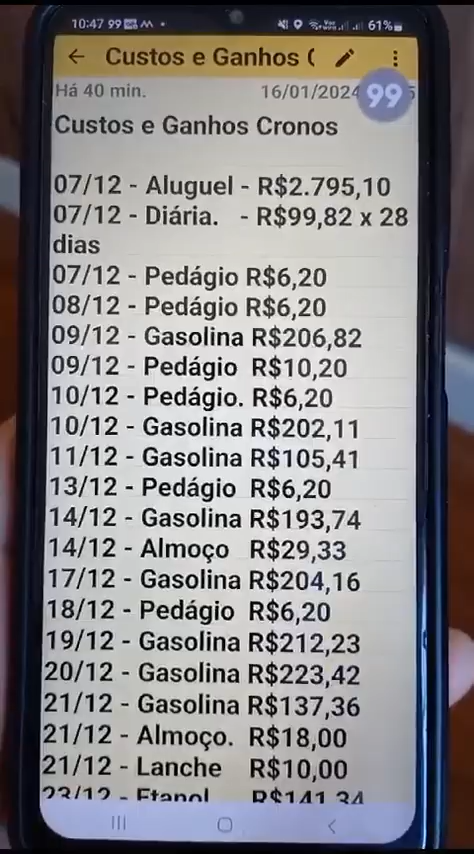 10:47 99
61%
Custos e Ganhos C
Há 40 min.
16/01/2024
99
5
Custos e Ganhos Cronos
07/12 - Aluguel - R$2.795,10
07/12 - Diária. - R$99,82 x 28
dias
07/12 - Pedágio R$6,20
08/12 - Pedágio R$6,20
09/12 - Gasolina R$206,82
09/12 - Pedágio R$10,20
10/12 - Pedágio. R$6,20
10/12 - Gasolina R$202,11
11/12 - Gasolina R$105,41
13/12 - Pedágio R$6,20
14/12 - Gasolina R$193,74
14/12 - Almoço R$29,33
17/12 - Gasolina R$204,16
18/12 - Pedágio R$6,20
19/12 - Gasolina R$212,23
20/12 - Gasolina R$223,42
21/12 - Gasolina R$137,36
21/12 - Almoço. R$18,00
21/12 - Lanche R$10,00
23/12 - Etanol R$141,34